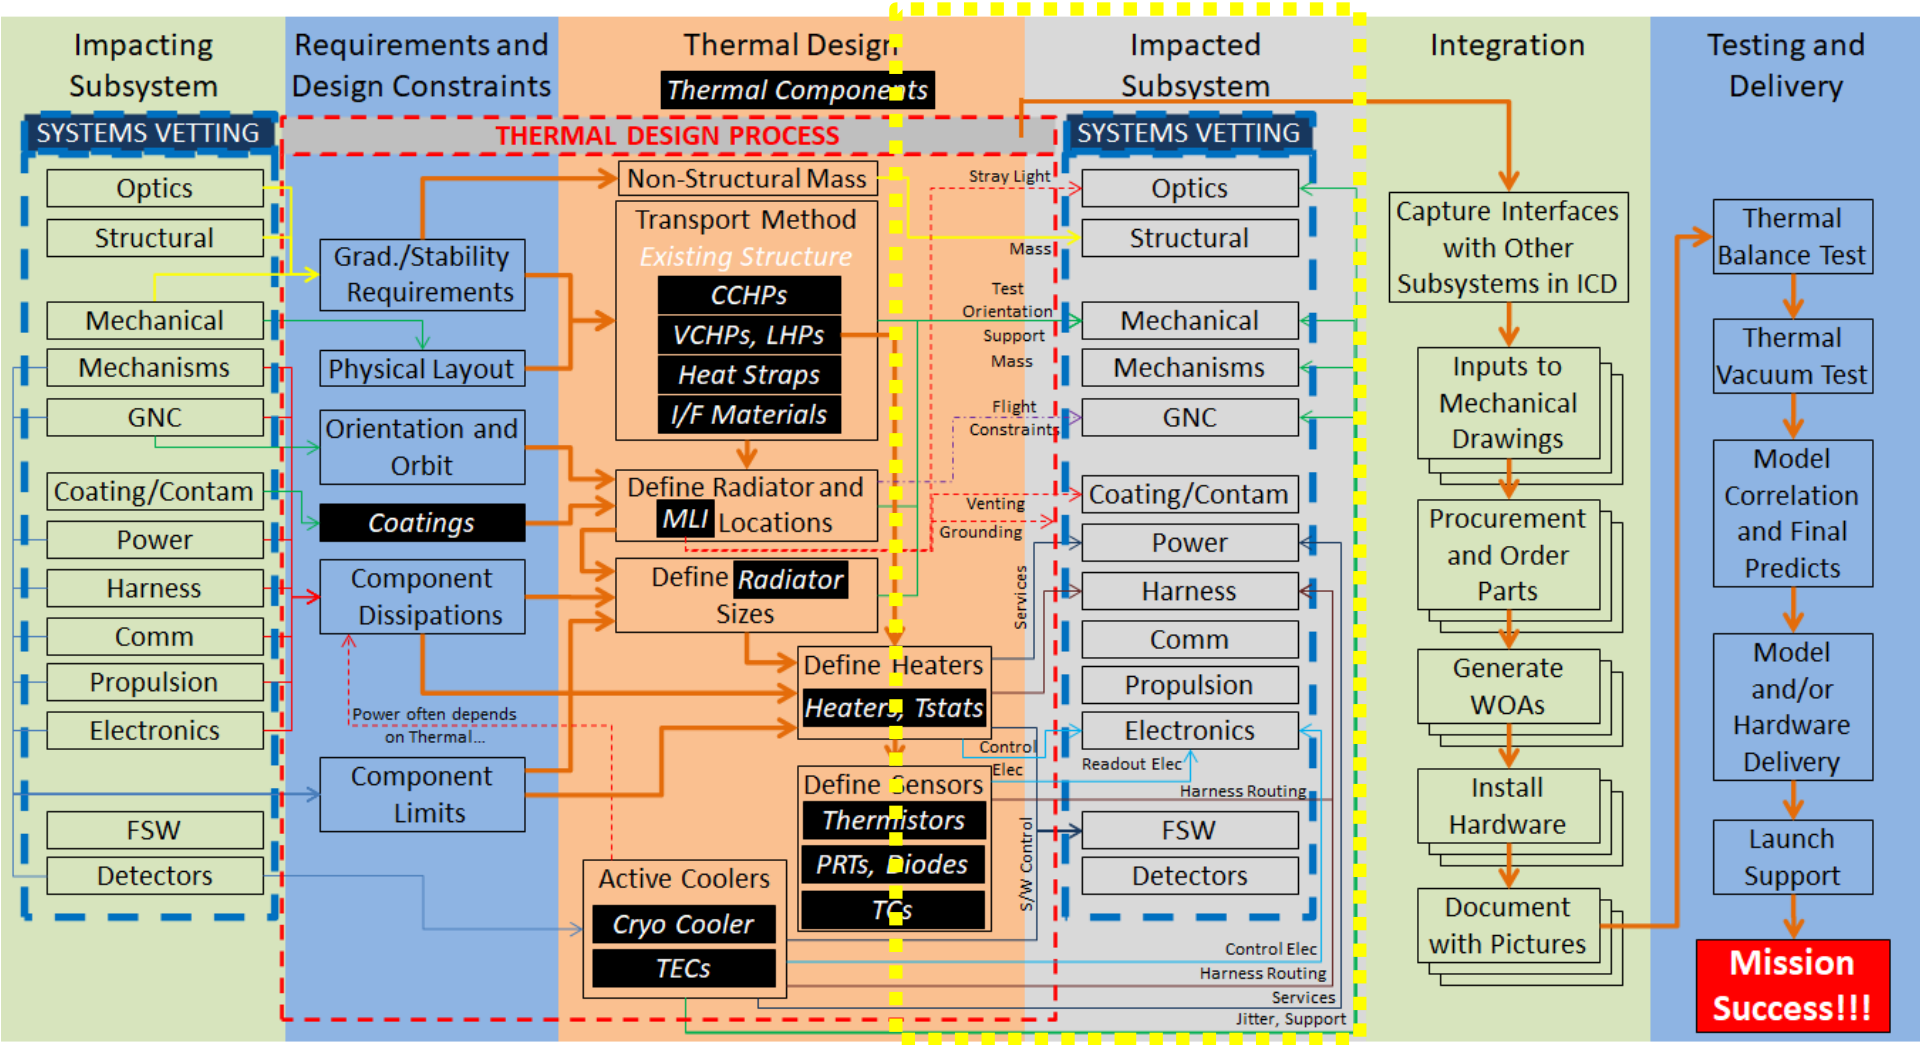 Impacting
Subsystem
Requirements and
Design Constraints
Thermal Design
Thermal Components
Impacted
Subsystem
Integration
Testing and
Delivery
SYSTEMS VETTING
THERMAL DESIGN PROCESS
SYSTEMS VETTING
Optics
Structural
Mechanical
Mechanisms
GNC
Coating/Contam
Power
Harness
Comm
Propulsion
Electronics
FSW
Detectors
Grad./Stability
Requirements
Physical Layout
Orientation and
Orbit
Coatings
Component
Dissipations
Power often depends
on Thermal...
Component
Limits
Non-Structural Mass
Transport Method
Existing Structure
CCHPs
VCHPs, LHPs
Heat Straps
I/F Materials
Define Radiator and
MLI Locations
Define Radiator
Sizes
Define Heaters
Heaters, Tstats
Define Sensors
Thermistors
PRTs, Diodes
TCs
Active Coolers
Cryo Cooler
TECs
Stray Light
Mass
Test
Orientation
Support
Mass
Flight
Constraints
Venting
Grounding
Services
Control
Elec
Readout Elec
Harness Routing
S/W Control
Control Elec
Harness Routing
Services
Jitter, Support
Optics
Structural
Mechanical
Mechanisms
GNC
Coating/Contam
Power
Harness
Comm
Propulsion
Electronics
FSW
Detectors
Capture Interfaces
with Other
Subsystems in ICD
Inputs to
Mechanical
Drawings
Procurement
and Order
Parts
Generate
WOAs
Install
Hardware
Document
with Pictures
Thermal
Balance Test
Thermal
Vacuum Test
Model
Correlation
and Final
Predicts
Model
and/or
Hardware
Delivery
Launch
Support
Mission
Success!!!